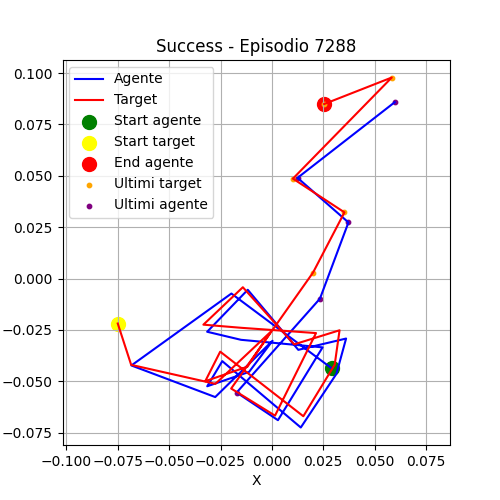 Success - Episodio 7288
Agente
Target
Start agente
Start target
End agente
Ultimi target
Ultimi agente
0.100
0.075
0.050
0.025
0.000
−0.025
−0.050
−0.075
−0.100 −0.075 −0.050 −0.025 0.000 0.025 0.050 0.075
X